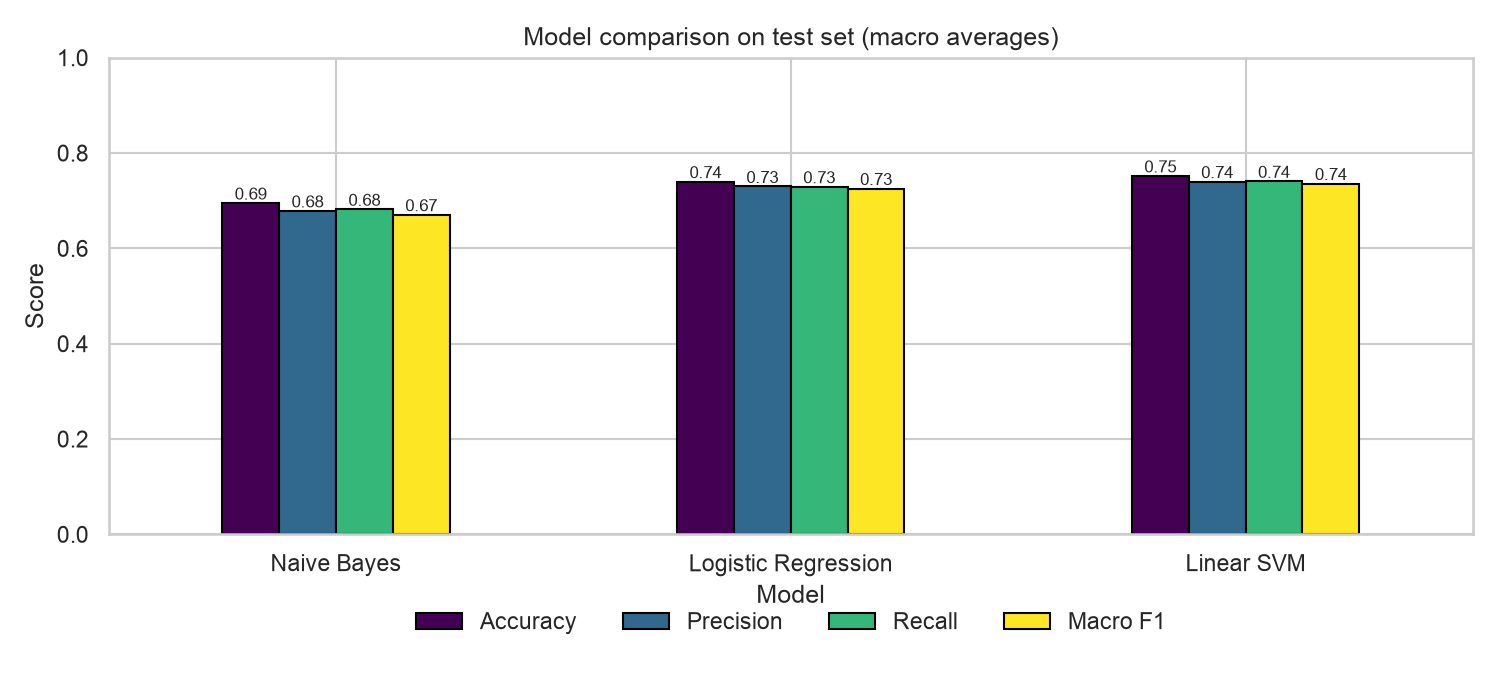 Model comparison on test set (macro averages)
Score
1.0
0.8
0.6
0.4
0.2
0.0
0.69 0.68 0.68 0.67
0.74 0.73 0.73 0.73
0.75 0.74 0.74 0.74
Naive Bayes Logistic Regression Linear SVM
Model
Accuracy Precision Recall Macro F1